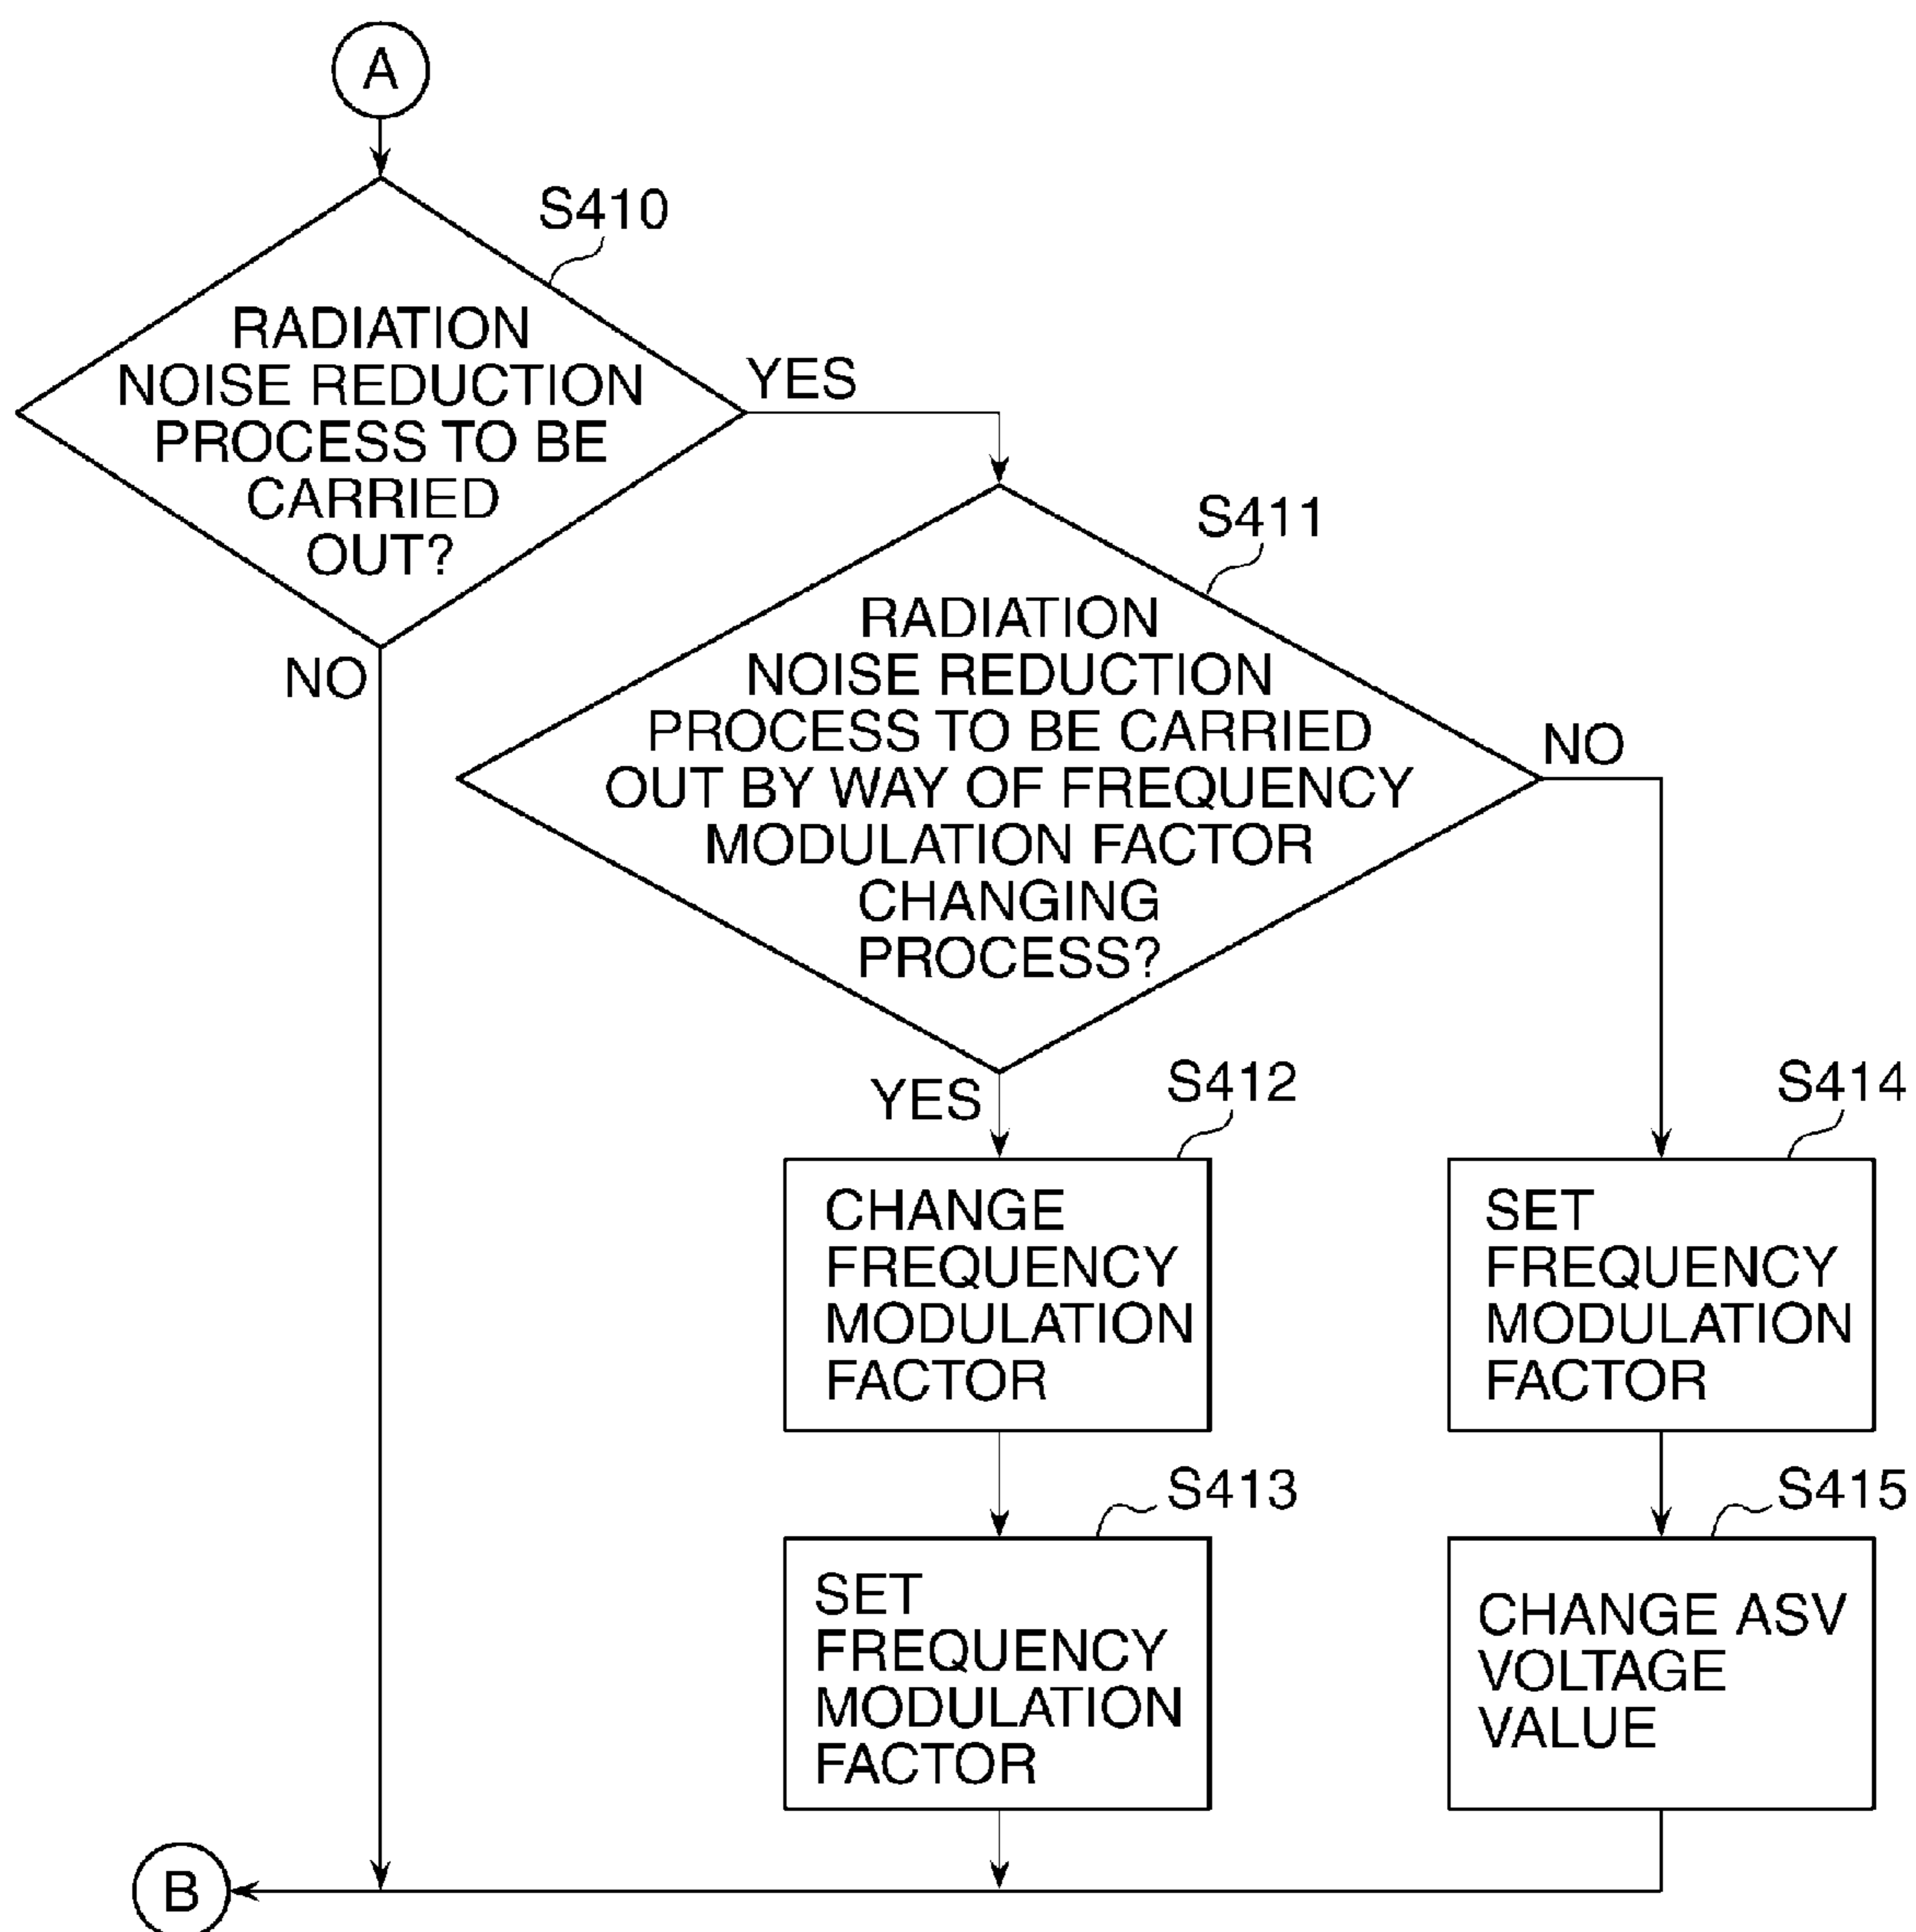 A
S410
RADIATION
NOISE REDUCTION
PROCESS TO BE
CARRIED
OUT?
YES
NO
S411
RADIATION
NOISE REDUCTION
PROCESS TO BE CARRIED
OUT BY WAY OF FREQUENCY
MODULATION FACTOR
CHANGING
PROCESS?
NO
YES
S412
CHANGE
FREQUENCY
MODULATION
FACTOR
S414
SET
FREQUENCY
MODULATION
FACTOR
S413
SET
FREQUENCY
MODULATION
FACTOR
S415
CHANGE ASV
VOLTAGE
VALUE
B